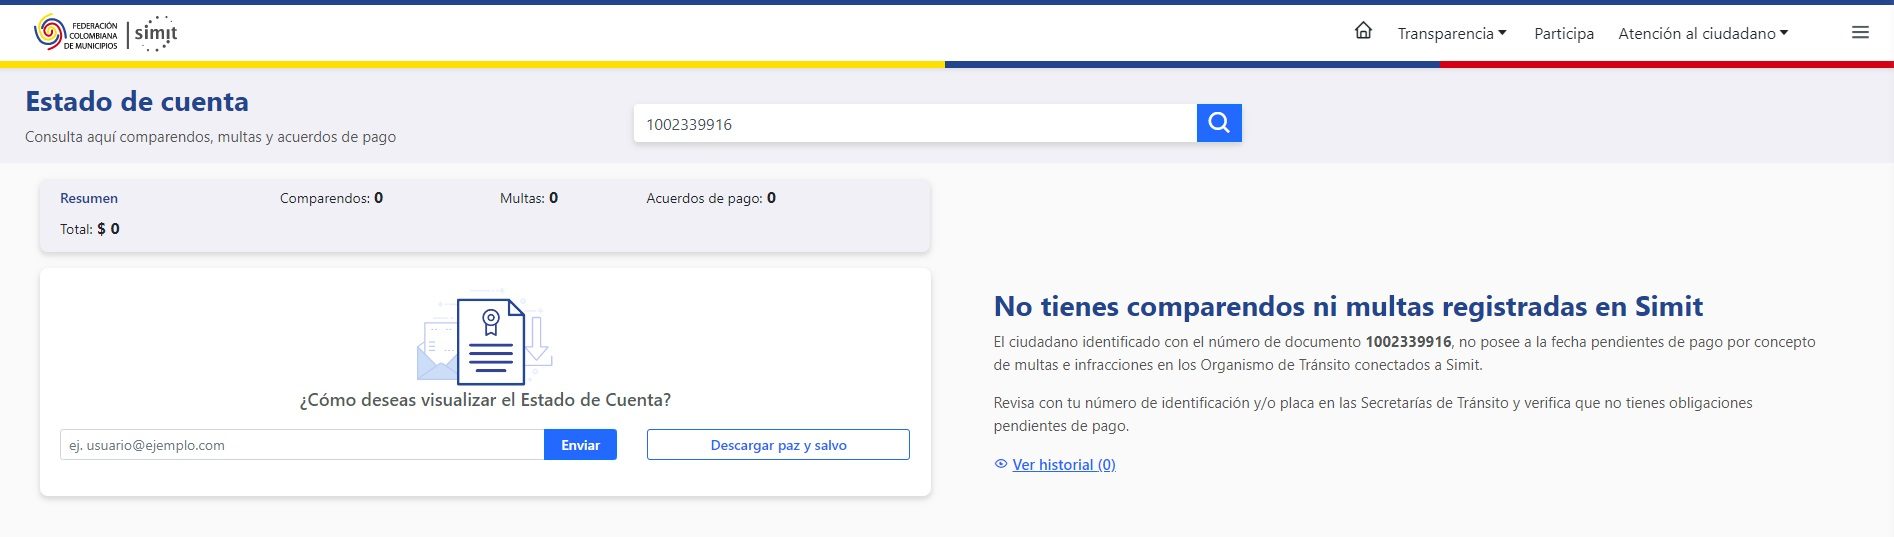 FEDERACIÓN
COLOMBIANA
DE MUNICIPIOS
simit
Transparencia
Participa
Atención al ciudadano
Estado de cuenta
Consulta aquí comparendos, multas y acuerdos de pago
1002339916
Resumen
Comparendos: 0
Multas: 0
Acuerdos de pago: 0
Total: $ 0
¿Cómo deseas visualizar el Estado de Cuenta?
ej. usuario@ejemplo.com
Enviar
Descargar paz y salvo
No tienes comparendos ni multas registradas en Simit
El ciudadano identificado con el número de documento 1002339916, no posee a la fecha pendientes de pago por concepto
de multas e infracciones en los Organismo de Tránsito conectados a Simit.
Revisa con tu número de identificación y/o placa en las Secretarías de Tránsito y verifica que no tienes obligaciones
pendientes de pago.
Ver historial (0)